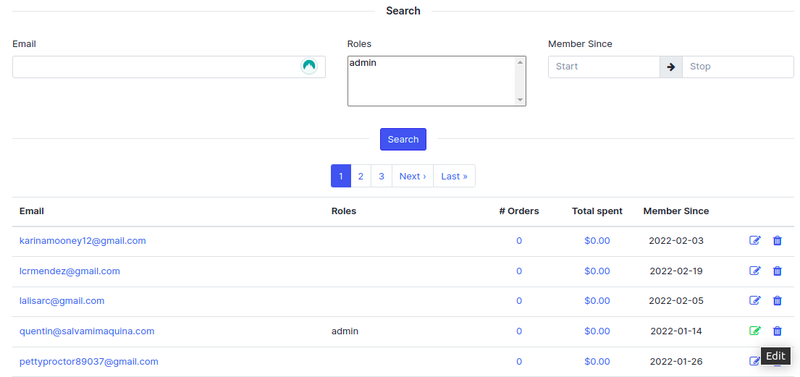 Search
Email Roles Member Since
admin
Start Stop
Search
1 2 3 Next › Last »
Email Roles # Orders Total spent Member Since
karinamooney12@gmail.com 0 $0.00 2022-02-03
lcrmendez@gmail.com 0 $0.00 2022-02-19
lalisarc@gmail.com 0 $0.00 2022-02-05
quentin@salvamimaquina.com admin 0 $0.00 2022-01-14
pettyproctor89037@gmail.com 0 $0.00 2022-01-26
Edit